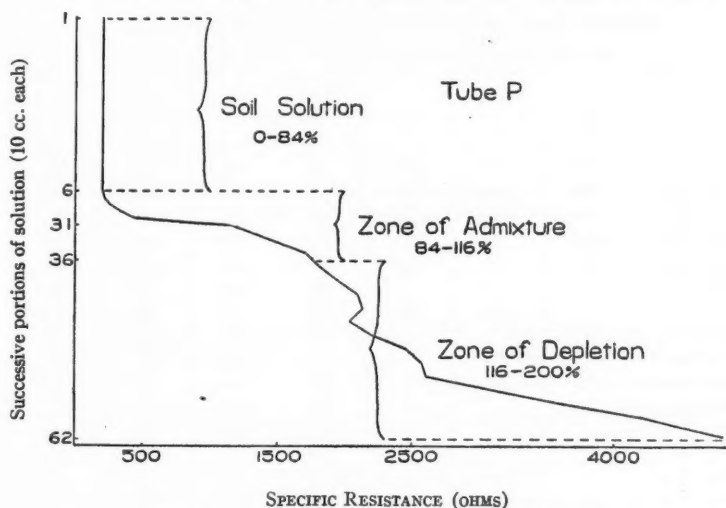 1
Tube P
Soil Solution
0-84%
6
31
Zone of Admixture
84-116%
36
Zone of Depletion
116-200%
62
500 1500 2500 4000
Successive portions of solution (10 cc. each)
SPECIFIC RESISTANCE (OHMS)